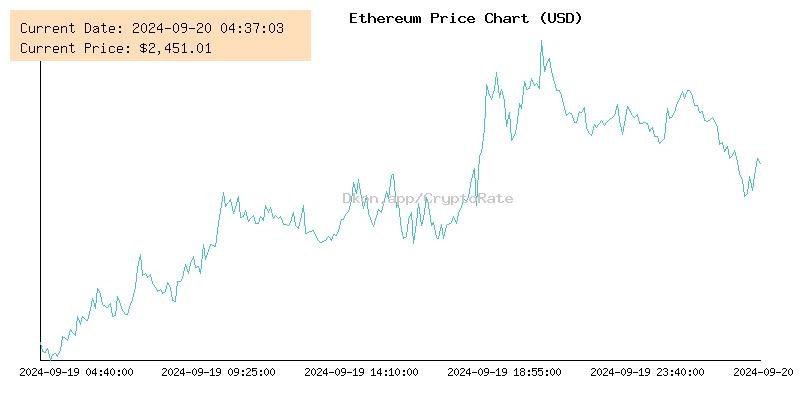 Ethereum Price Chart (USD)
Current Date: 2024-09-20 04:37:03
Current Price: $2,451.01
Dkon.app/CryptoRate
2024-09-19 04:40:00 2024-09-19 09:25:00 2024-09-19 14:10:00 2024-09-19 18:55:00 2024-09-19 23:40:00 2024-09-20